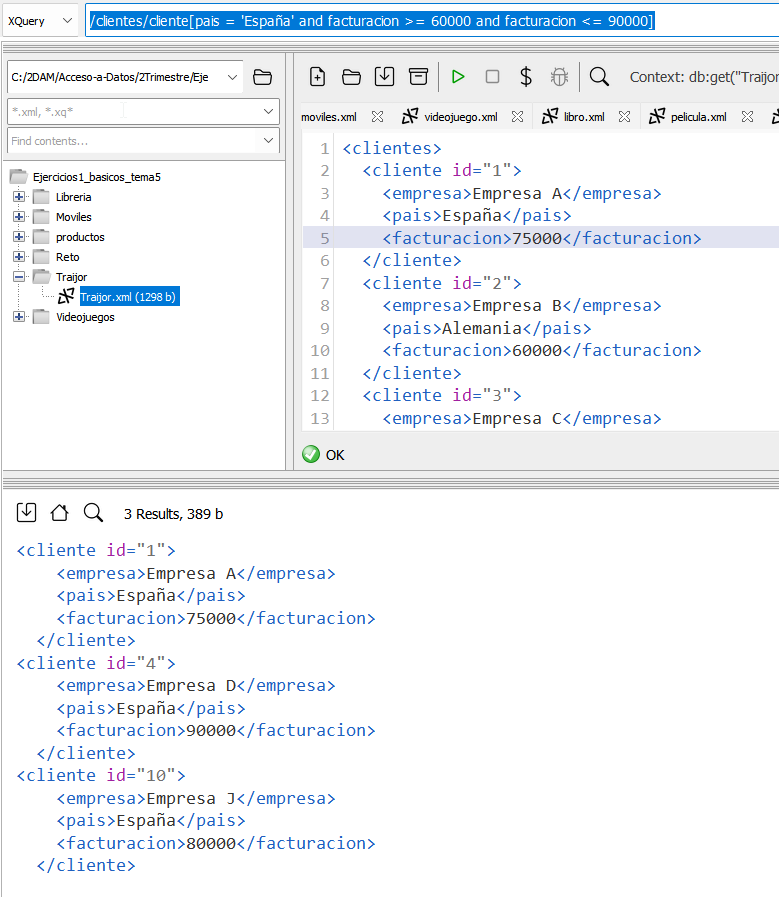 XQuery
/clientes/cliente[pais = 'España' and facturacion >= 60000 and facturacion <= 90000]
C:/2DAM/Acceso-a-Datos/2Trimestre/Eje
*.xml, *.xq*
Find contents...
Ejercicios1_basicos_tema5
Libreria
Moviles
productos
Reto
Traijor
Traijor.xml (1298 b)
Videojuegos
Context: db:get("Traijor
moviles.xml
videojuego.xml
libro.xml
pelicula.xml
1 <clientes>
2 <cliente id="1">
3 <empresa>Empresa A</empresa>
4 <pais>España</pais>
5 <facturacion>75000</facturacion>
6 </cliente>
7 <cliente id="2">
8 <empresa>Empresa B</empresa>
9 <pais>Alemania</pais>
10 <facturacion>60000</facturacion>
11 </cliente>
12 <cliente id="3">
13 <empresa>Empresa C</empresa>
OK
3 Results, 389 b
<cliente id="1">
<empresa>Empresa A</empresa>
<pais>España</pais>
<facturacion>75000</facturacion>
</cliente>
<cliente id="4">
<empresa>Empresa D</empresa>
<pais>España</pais>
<facturacion>90000</facturacion>
</cliente>
<cliente id="10">
<empresa>Empresa J</empresa>
<pais>España</pais>
<facturacion>80000</facturacion>
</cliente>